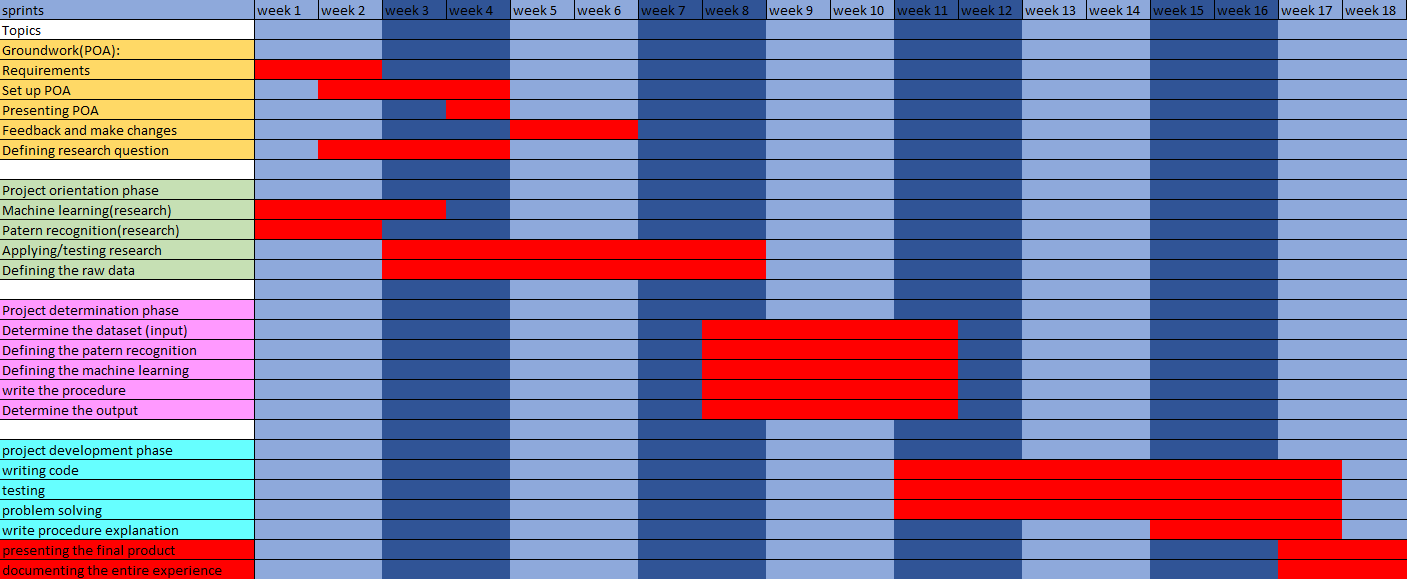 sprints week 1 week 2 week 3 week 4 week 5 week 6 week 7 week 8 week 9 week 10 week 11 week 12 week 13 week 14 week 15 week 16 week 17 week 18
Topics
Groundwork(POA):
Requirements
Set up POA
Presenting POA
Feedback and make changes
Defining research question
Project orientation phase
Machine learning(research)
Patern recognition(research)
Applying/testing research
Defining the raw data
Project determination phase
Determine the dataset (input)
Defining the patern recognition
Defining the machine learning
write the procedure
Determine the output
project development phase
writing code
testing
problem solving
write procedure explanation
presenting the final product
documenting the entire experience